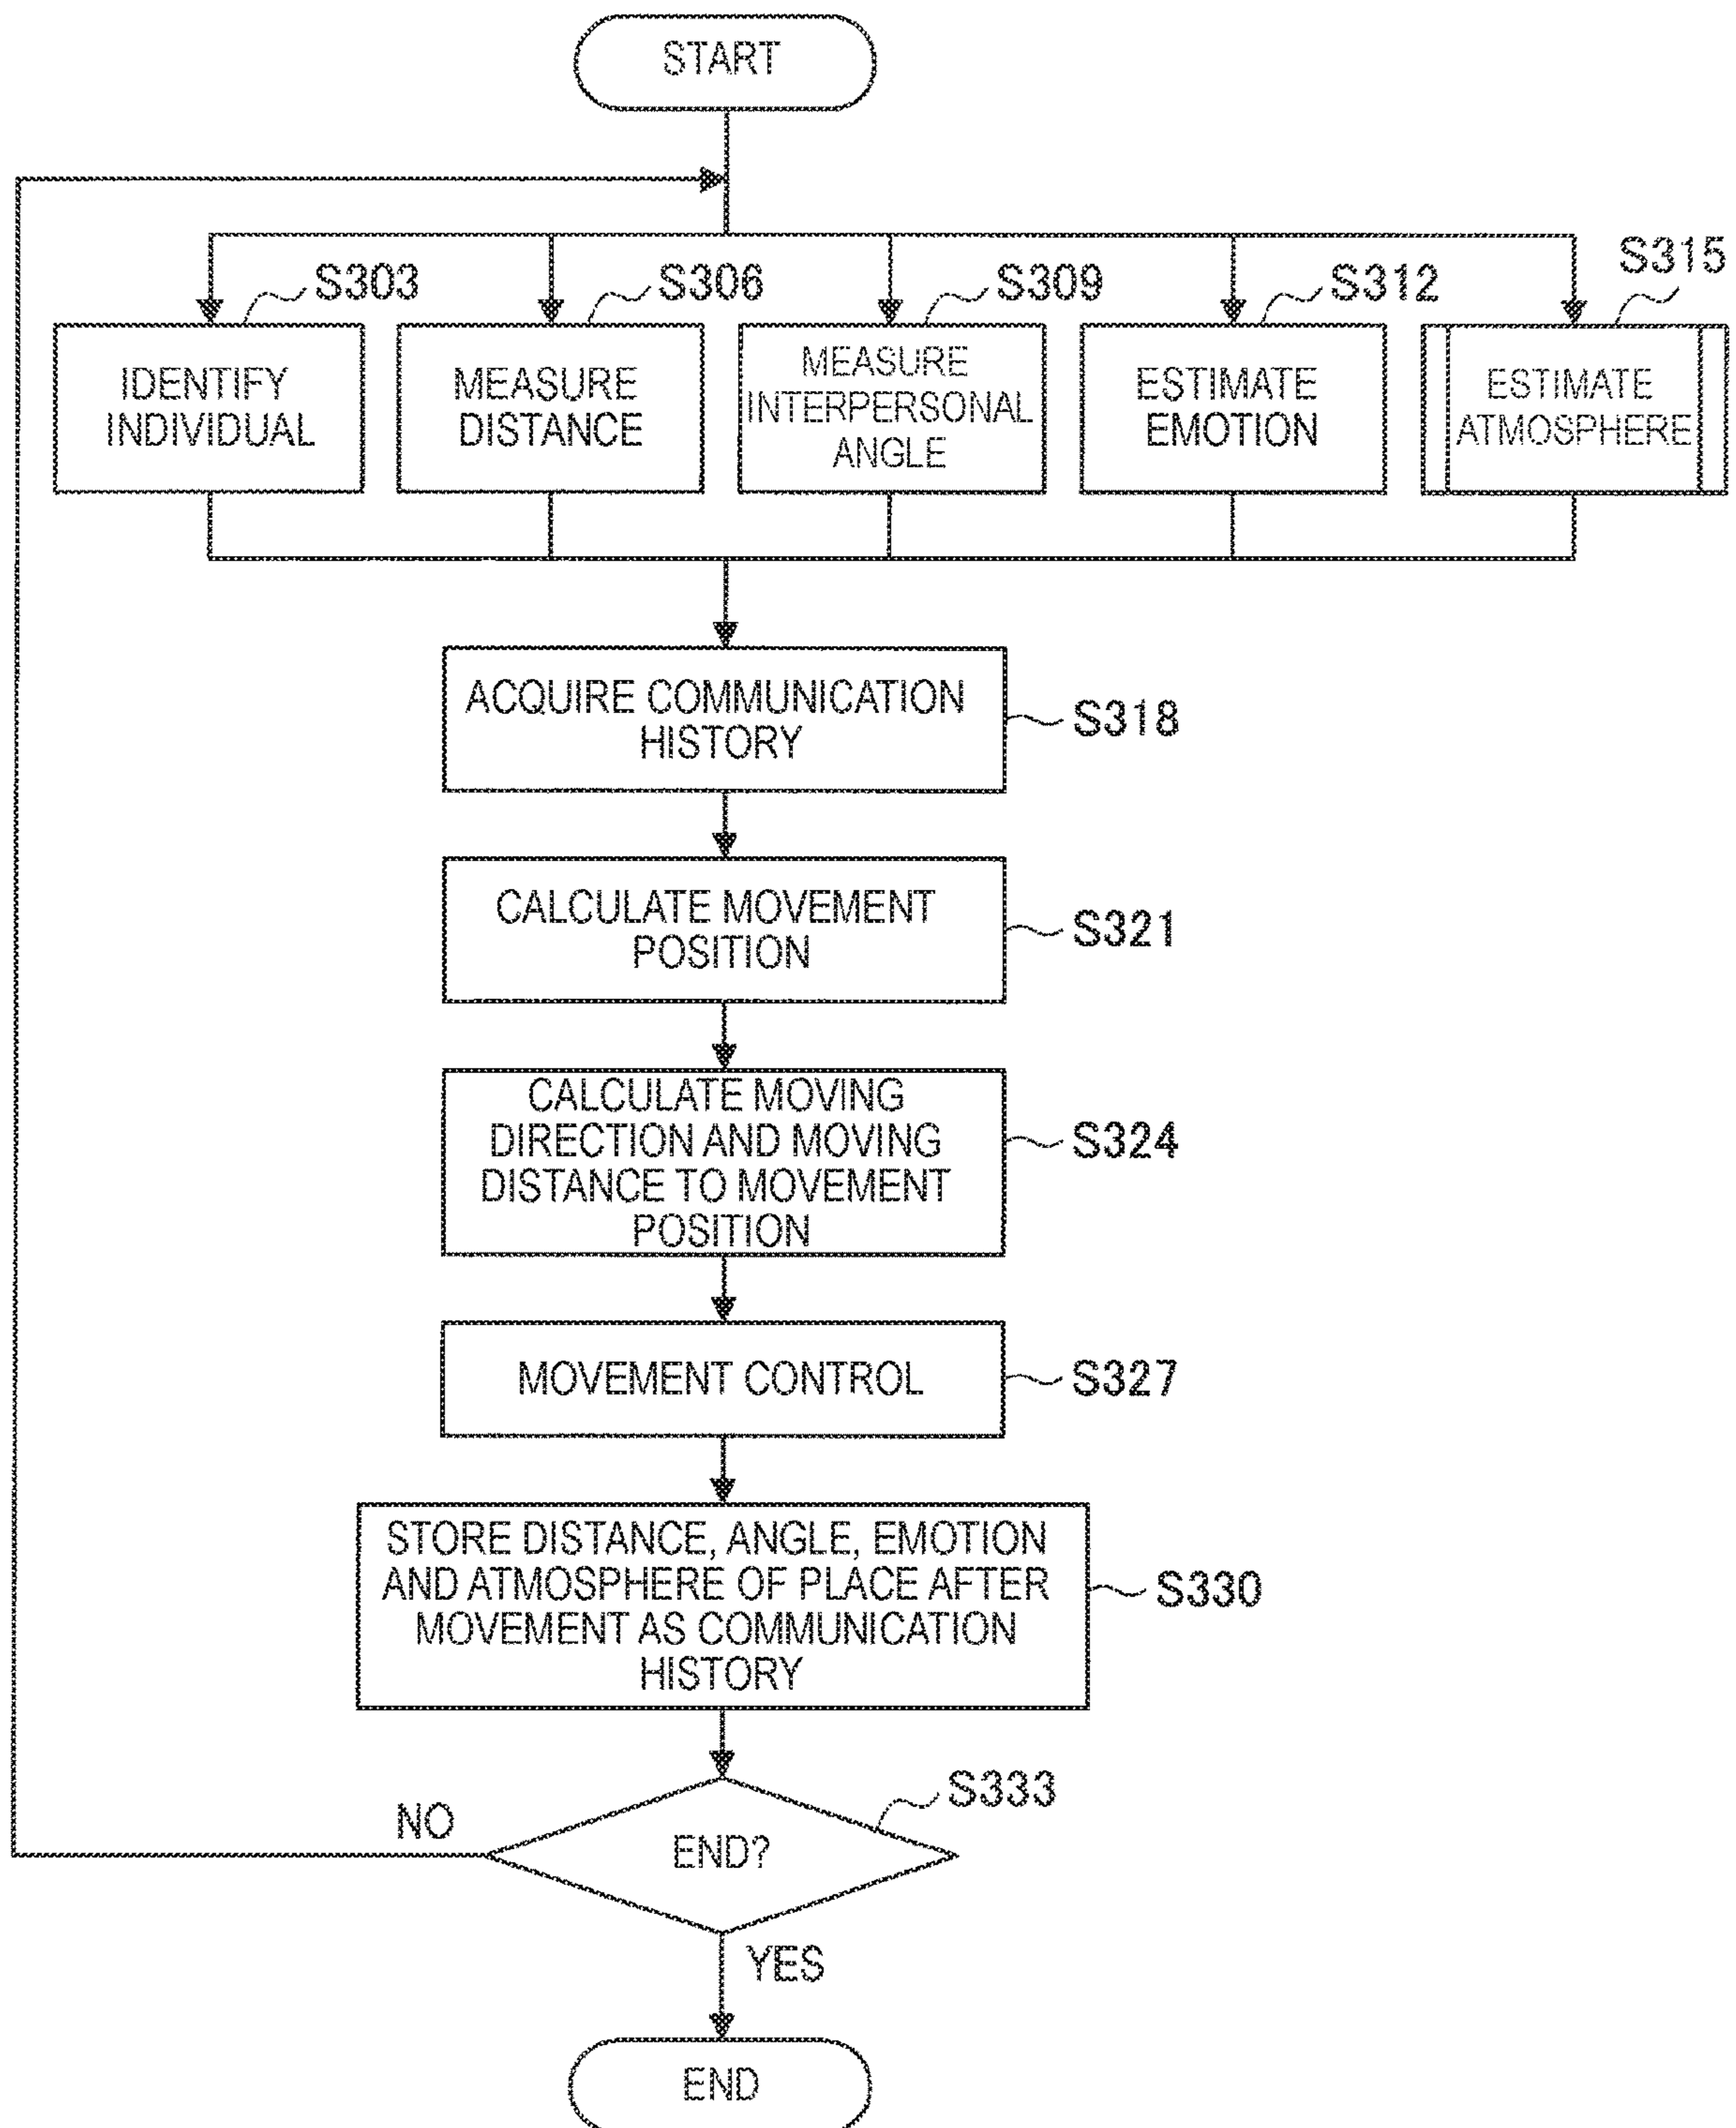 START
S303
S306
S309
S312
S315
IDENTIFY
INDIVIDUAL
MEASURE
DISTANCE
MEASURE
INTERPERSONAL
ANGLE
ESTIMATE
EMOTION
ESTIMATE
ATMOSPHERE
ACQUIRE COMMUNICATION
HISTORY
S318
CALCULATE MOVEMENT
POSITION
S321
CALCULATE MOVING
DIRECTION AND MOVING
DISTANCE TO MOVEMENT
POSITION
S324
MOVEMENT CONTROL
S327
STORE DISTANCE, ANGLE, EMOTION
AND ATMOSPHERE OF PLACE AFTER
MOVEMENT AS COMMUNICATION
HISTORY
S330
S333
NO
END?
YES
END